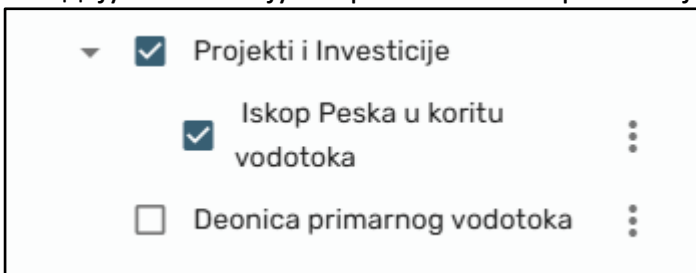 Projekti i Investicije
Iskop Peska u koritu
vodotoka
Deonica primarnog vodotoka